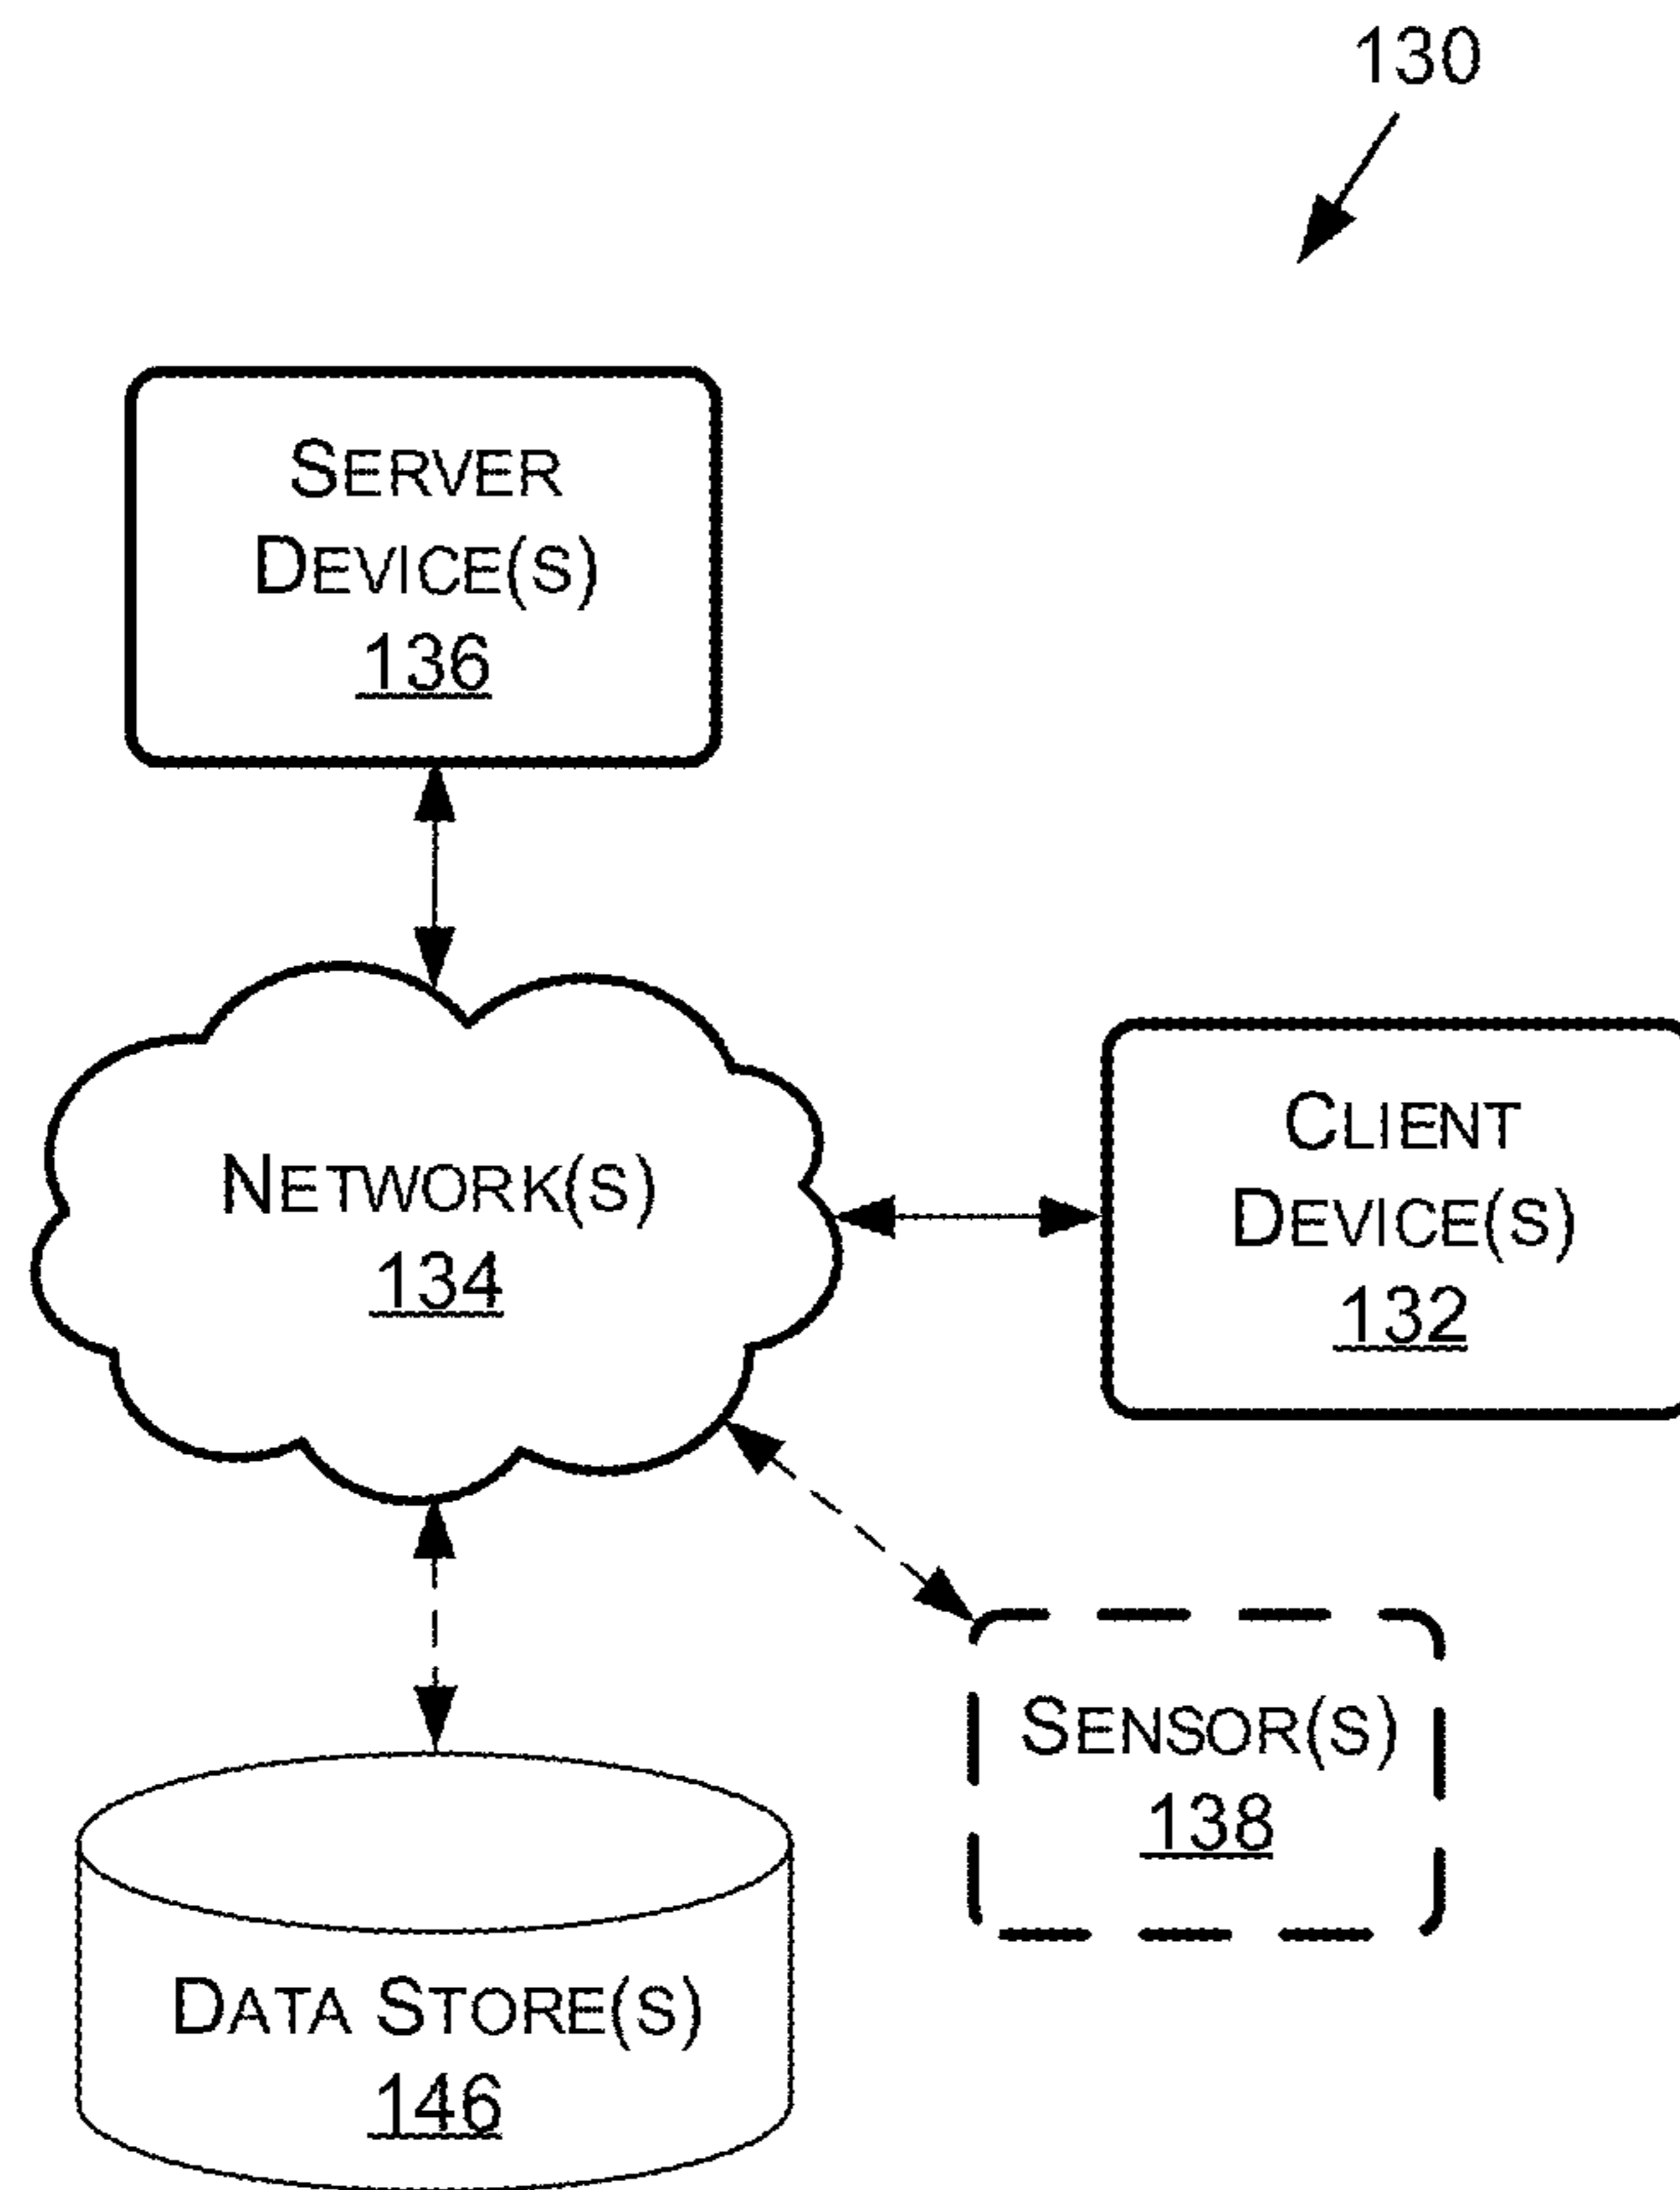 130
SERVER
DEVICE(S)
136
NETWORK(S)
134
CLIENT
DEVICE(S)
132
SENSOR(S)
138
DATA STORE(S)
146